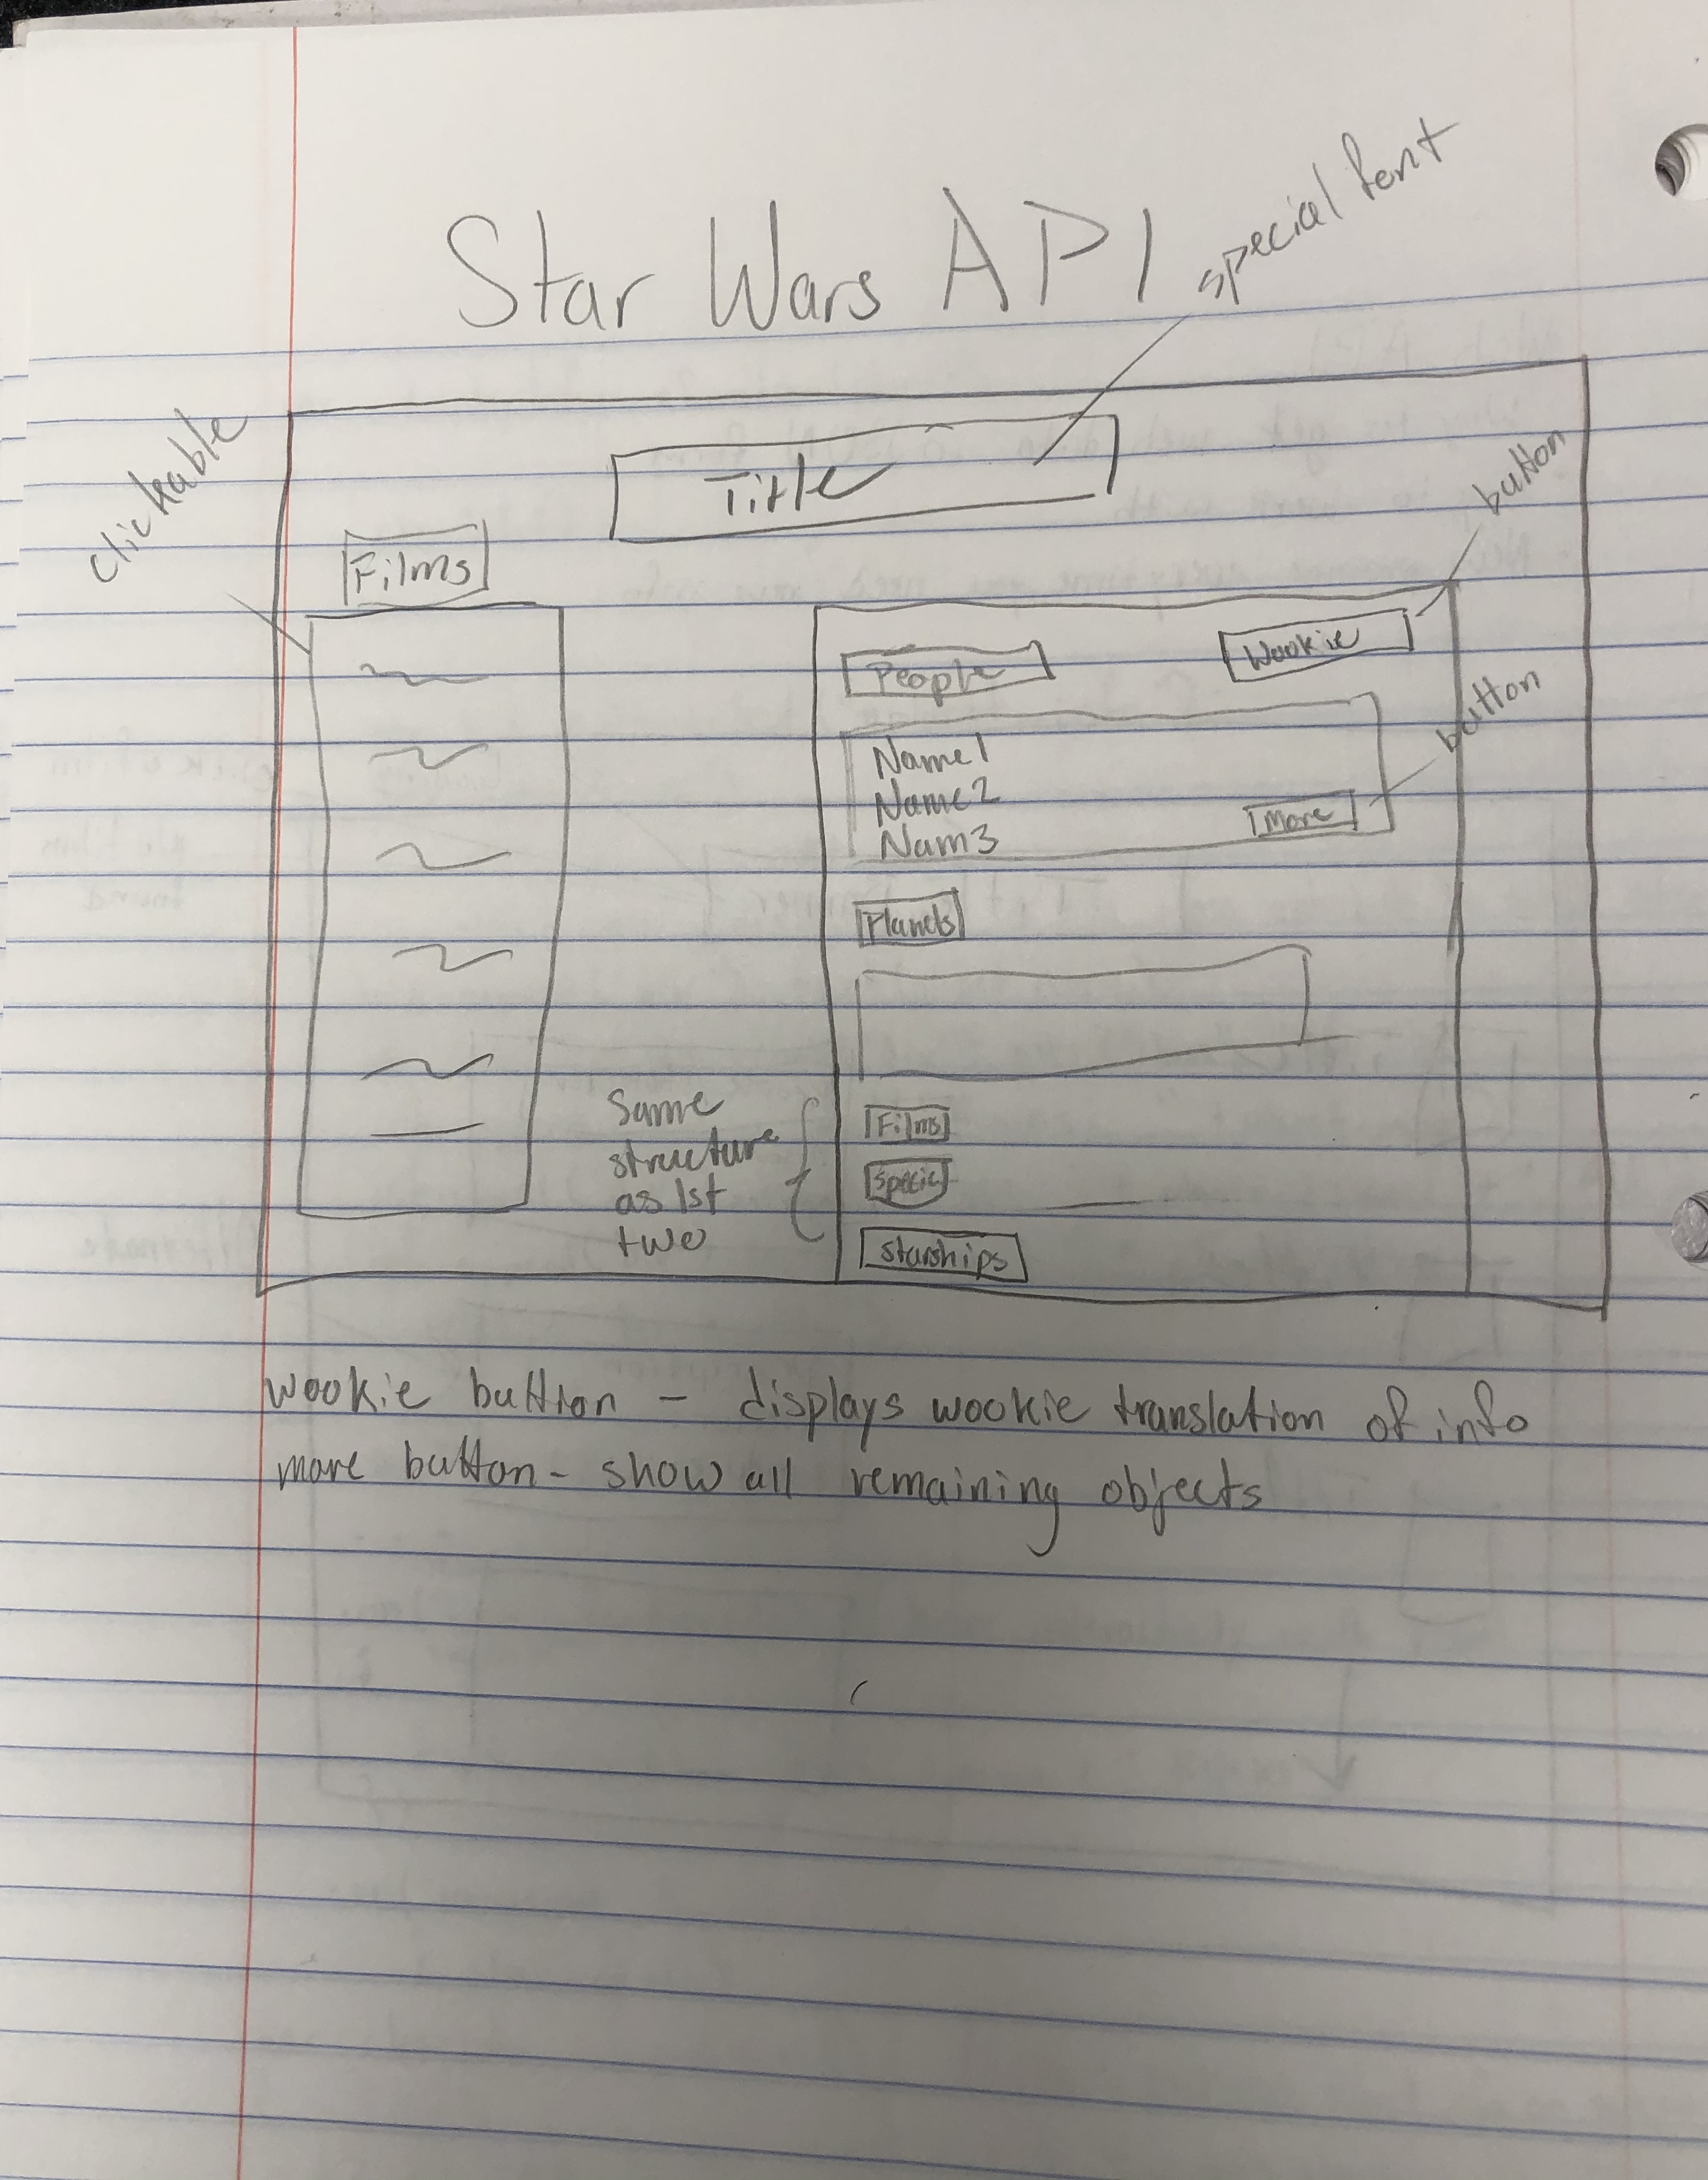 Star Wars API
special font
clickable
Title
button
Films
People
Wookie
button
Name1
Name2
Nam3
More
Planets
Same
structure
as 1st
two
Films
Specie
Starships
wookie button - displays wookie translation of info
more button - show all remaining objects